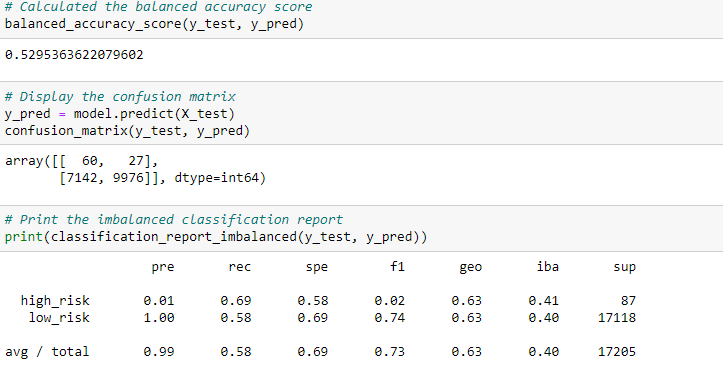 # Calculated the balanced accuracy score
balanced_accuracy_score(y_test, y_pred)
0.5295363622079602
# Display the confusion matrix
y_pred = model.predict(X_test)
confusion_matrix(y_test, y_pred)
array([[  60,   27],
       [7142, 9976]], dtype=int64)
# Print the imbalanced classification report
print(classification_report_imbalanced(y_test, y_pred))
pre rec spe f1 geo iba sup
high_risk 0.01 0.69 0.58 0.02 0.63 0.41 87
low_risk 1.00 0.58 0.69 0.74 0.63 0.40 17118
avg / total 0.99 0.58 0.69 0.73 0.63 0.40 17205